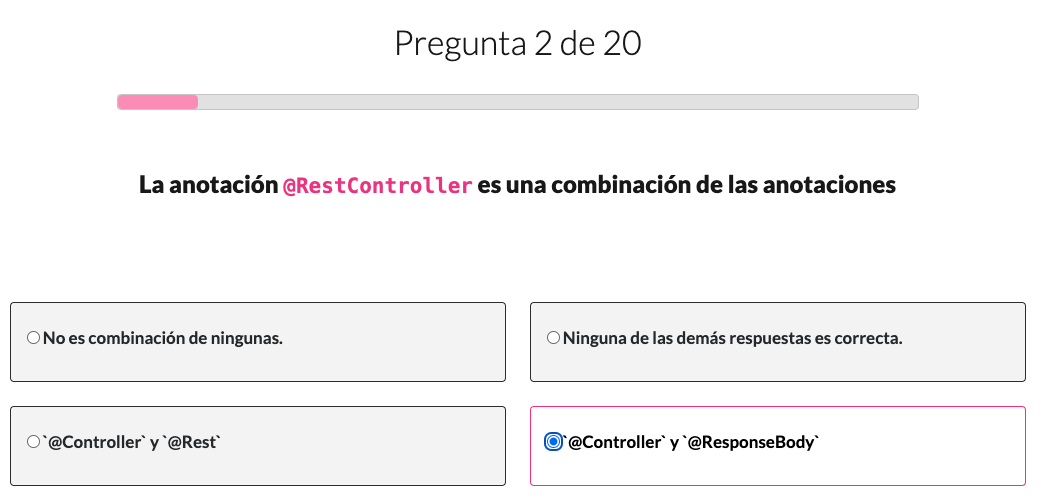 Pregunta 2 de 20
La anotación @RestController es una combinación de las anotaciones
No es combinación de ningunas.
Ninguna de las demás respuestas es correcta.
`@Controller` y `@Rest`
`@Controller` y `@ResponseBody`